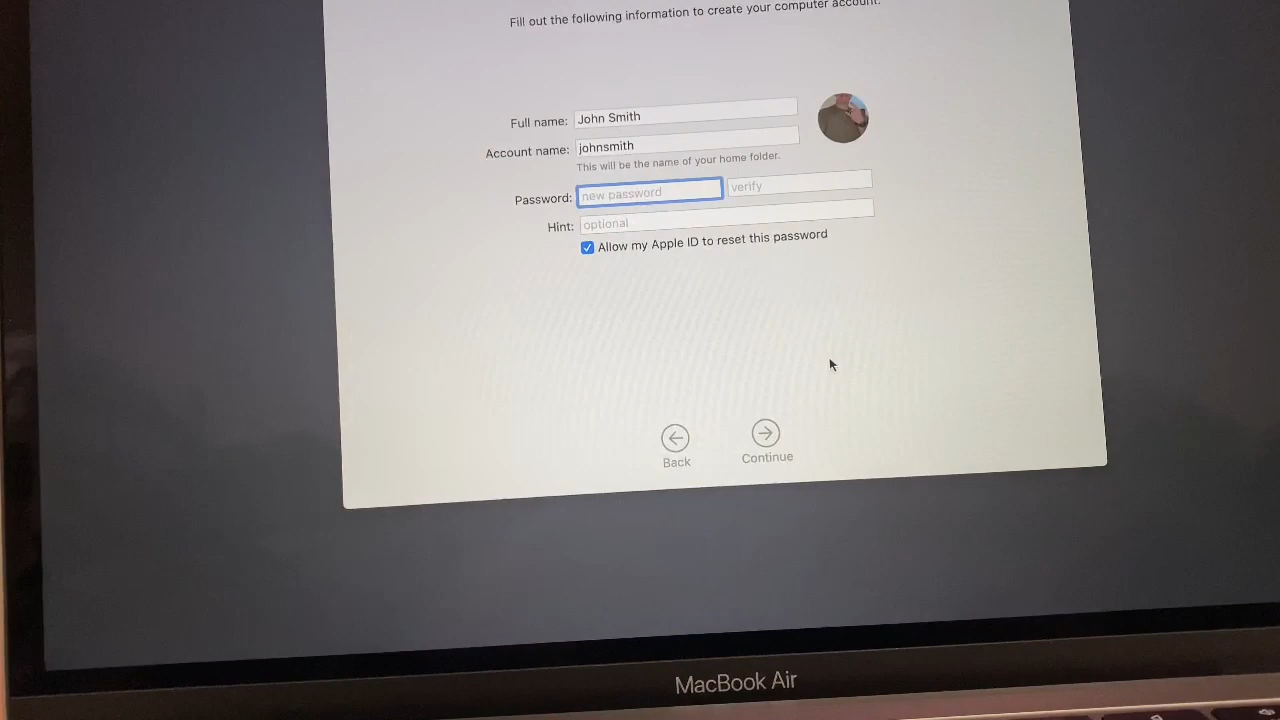 Fill out the following information to create your computer account.
Full name: John Smith
Account name: johnsmith
This will be the name of your home folder.
Password: new password verify
Hint: optional
Allow my Apple ID to reset this password
Back Continue
MacBook Air